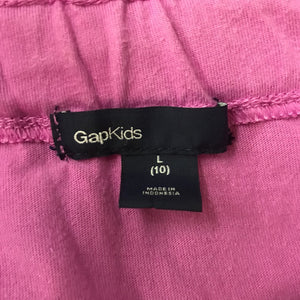 GapKids
L
(10)
MADE IN
INDONESIA